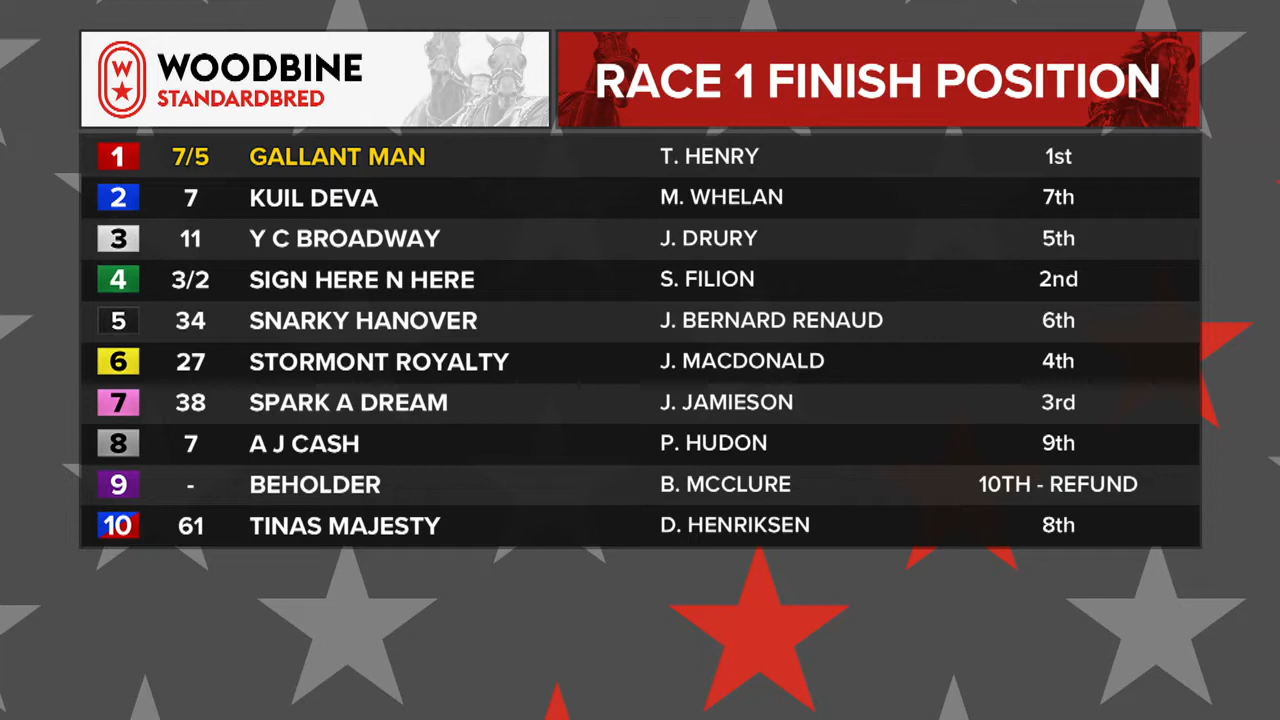 W
WOODBINE
STANDARDBRED
RACE 1 FINISH POSITION
1 7/5 GALLANT MAN T. HENRY 1st
2 7 KUIL DEVA M. WHELAN 7th
3 11 Y C BROADWAY J. DRURY 5th
4 3/2 SIGN HERE N HERE S. FILION 2nd
5 34 SNARKY HANOVER J. BERNARD RENAUD 6th
6 27 STORMONT ROYALTY J. MACDONALD 4th
7 38 SPARK A DREAM J. JAMIESON 3rd
8 7 A J CASH P. HUDON 9th
9 - BEHOLDER B. MCCLURE 10TH - REFUND
10 61 TINAS MAJESTY D. HENRIKSEN 8th